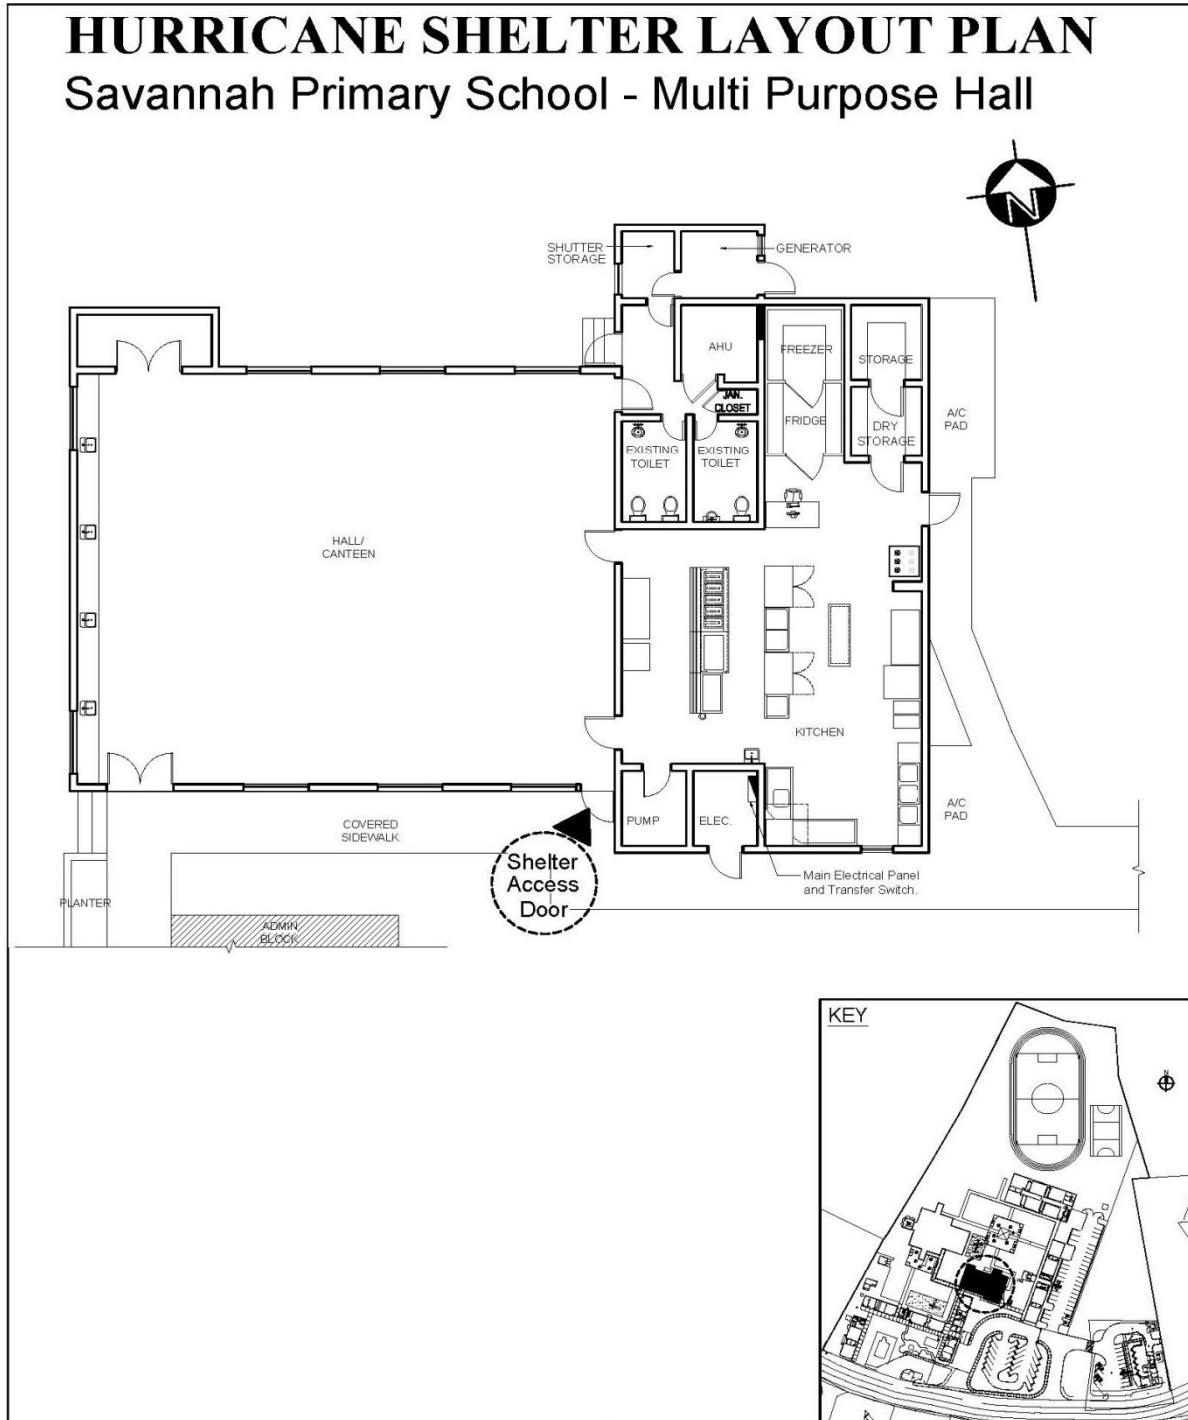 HURRICANE SHELTER LAYOUT PLAN
Savannah Primary School - Multi Purpose Hall
N
SHUTTER
STORAGE
GENERATOR
AHU
FREEZER
STORAGE
JAN.
CLOSET
FRIDGE
DRY
STORAGE
A/C
PAD
EXISTING
TOILET
EXISTING
TOILET
HALL/
CANTEEN
KITCHEN
PUMP
ELEC.
A/C
PAD
COVERED
SIDEWALK
Shelter
Access
Door
Main Electrical Panel
and Transfer Switch.
PLANTER
ADMIN
BLOCK
KEY
N